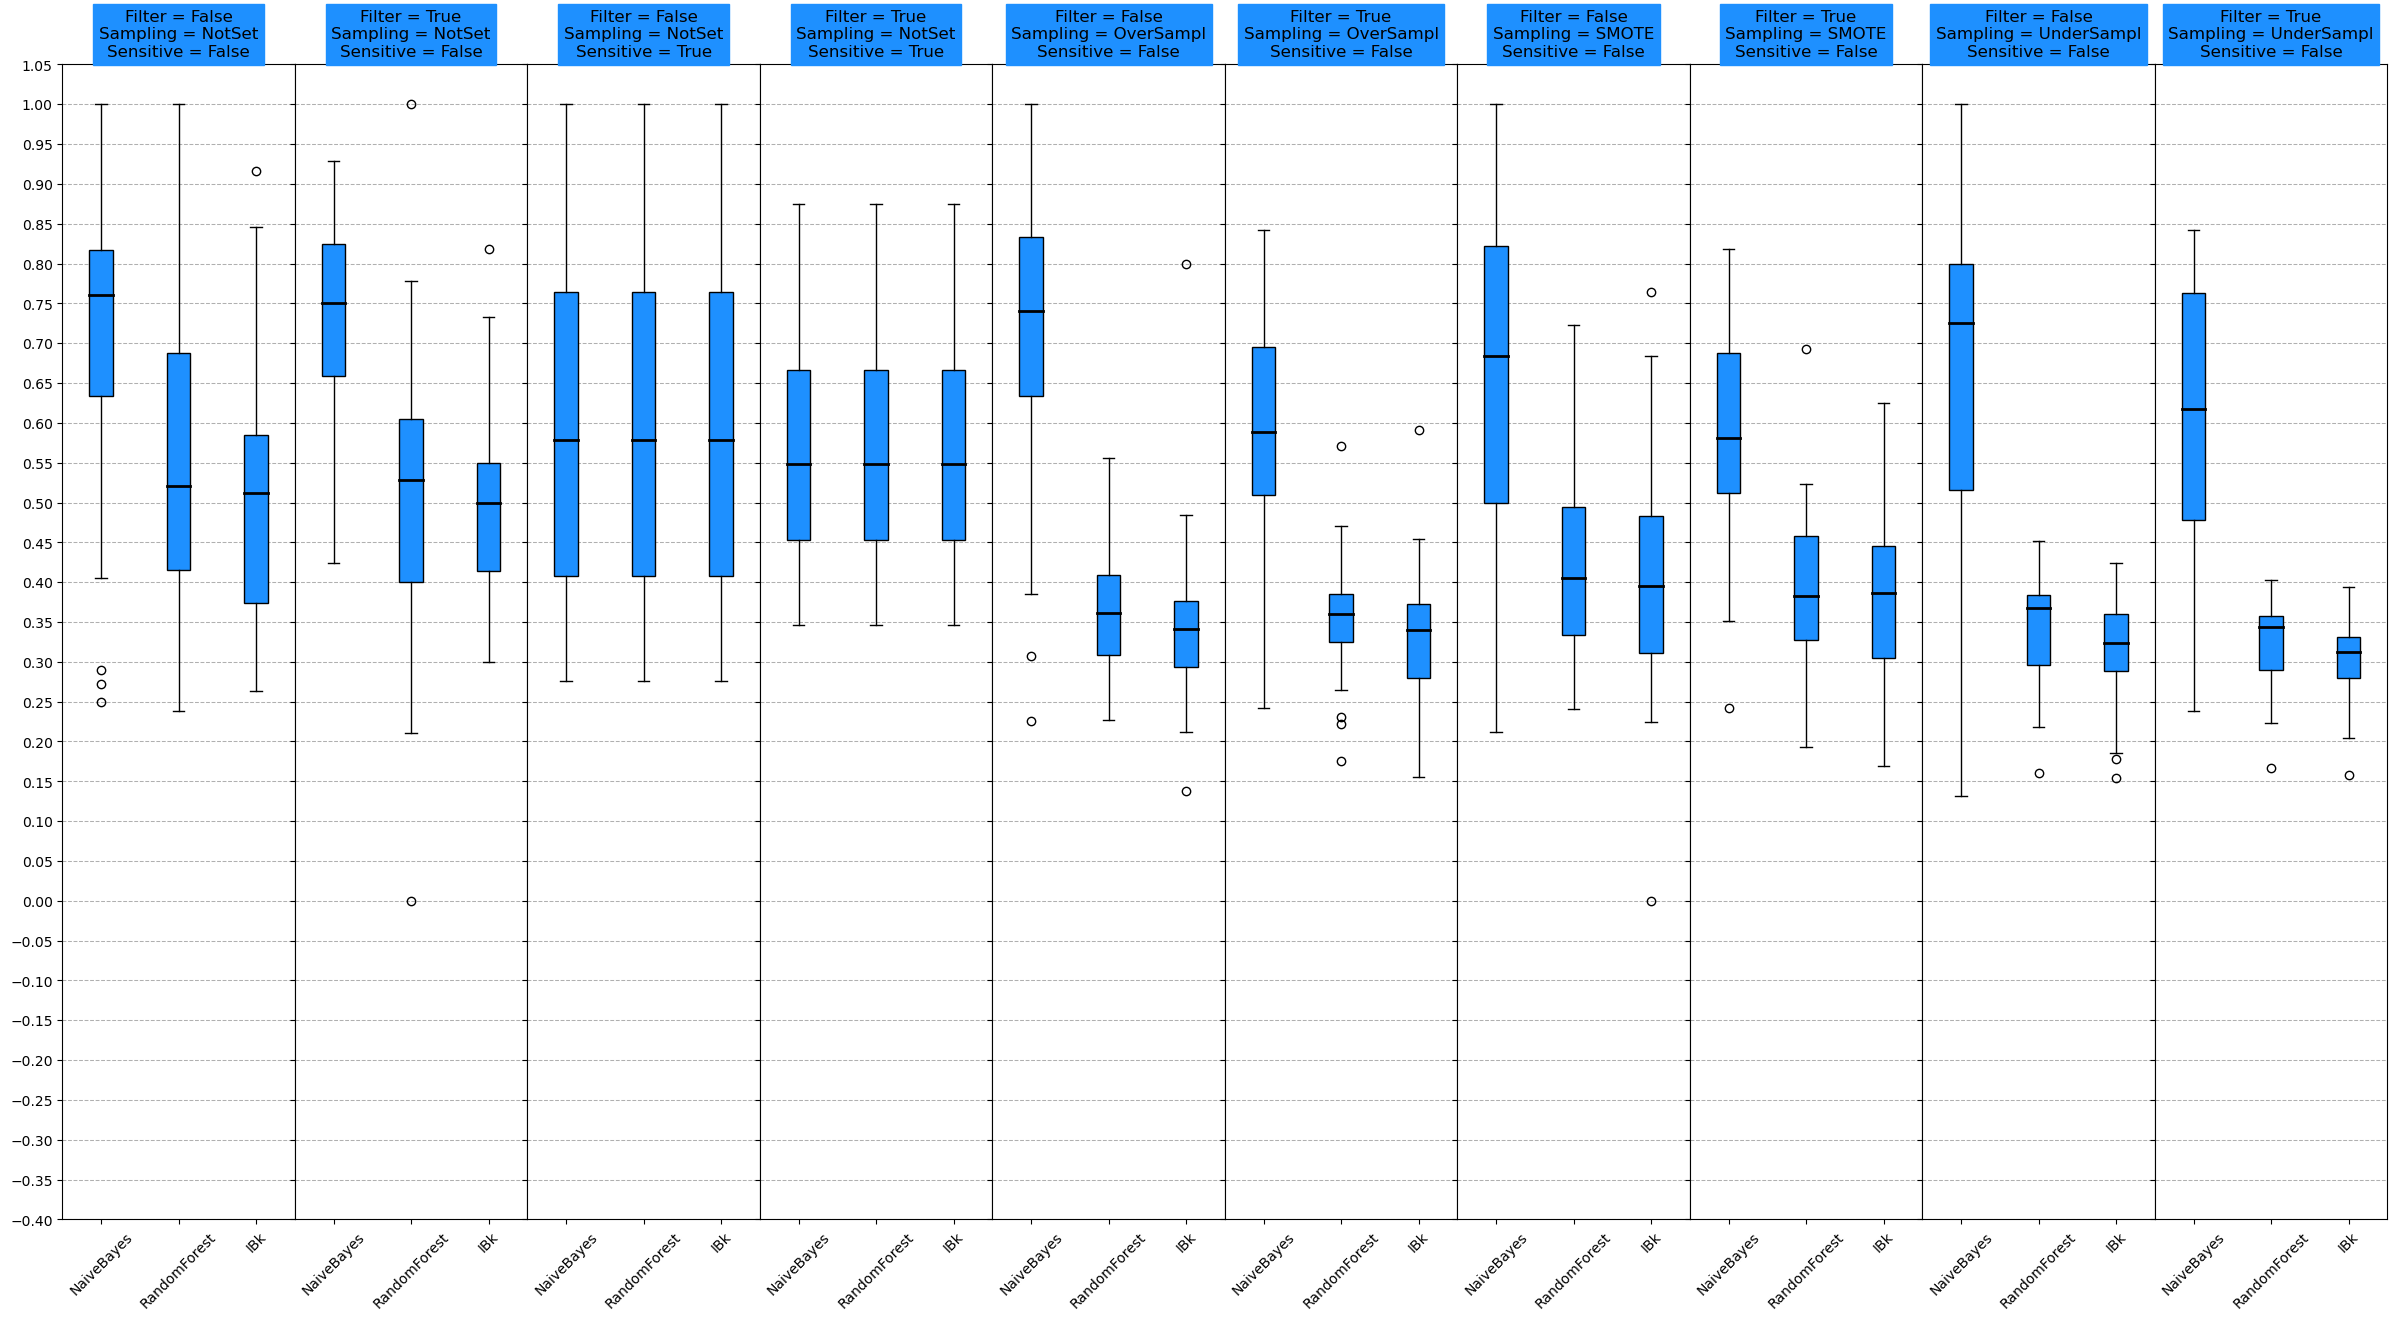 Filter = False
Sampling = NotSet
Sensitive = False
Filter = True
Sampling = NotSet
Sensitive = False
Filter = False
Sampling = NotSet
Sensitive = True
Filter = True
Sampling = NotSet
Sensitive = True
Filter = False
Sampling = OverSampl
Sensitive = False
Filter = True
Sampling = OverSampl
Sensitive = False
Filter = False
Sampling = SMOTE
Sensitive = False
Filter = True
Sampling = SMOTE
Sensitive = False
Filter = False
Sampling = UnderSampl
Sensitive = False
Filter = True
Sampling = UnderSampl
Sensitive = False
1.05
1.00
0.95
0.90
0.85
0.80
0.75
0.70
0.65
0.60
0.55
0.50
0.45
0.40
0.35
0.30
0.25
0.20
0.15
0.10
0.05
0.00
−0.05
−0.10
−0.15
−0.20
−0.25
−0.30
−0.35
−0.40
NaiveBayes
RandomForest
IBk
NaiveBayes
RandomForest
IBk
NaiveBayes
RandomForest
IBk
NaiveBayes
RandomForest
IBk
NaiveBayes
RandomForest
IBk
NaiveBayes
RandomForest
IBk
NaiveBayes
RandomForest
IBk
NaiveBayes
RandomForest
IBk
NaiveBayes
RandomForest
IBk
NaiveBayes
RandomForest
IBk